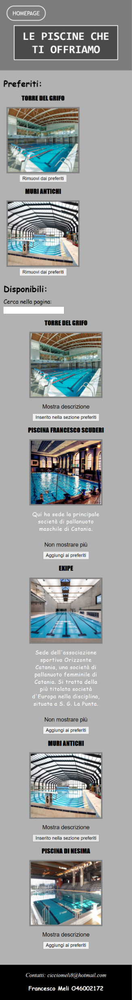 HOMEPAGE
LE PISCINE CHE
TI OFFRIAMO
Preferiti:
TORRE DEL GRIFO
Rimuovi dai preferiti
MURI ANTICHI
66
Rimuovi dai preferiti
Disponibili:
Cerca nella pagina:
TORRE DEL GRIFO
Mostra descrizione
Inserito nella sezione preferiti
PISCINA FRANCESCO SCUDERI
Qui ha sede la principale
società di pallanuoto
maschile di Catania.
Non mostrare più
Aggiungi ai preferiti
EKIPE
Sede dell'associazione
sportiva Orizzonte
Catania, una società di
pallanuoto femminile di
Catania. Si tratta della
più titolata società
d'Europa nella disciplina,
situata a S. G. La Punta.
Non mostrare più
Aggiungi ai preferiti
MURI ANTICHI
66
Mostra descrizione
Inserito nella sezione preferiti
PISCINA DI NESIMA
Mostra descrizione
Aggiungi ai preferiti
Contatti: cicciomeli8@hotmail.com
Francesco Meli O46002172